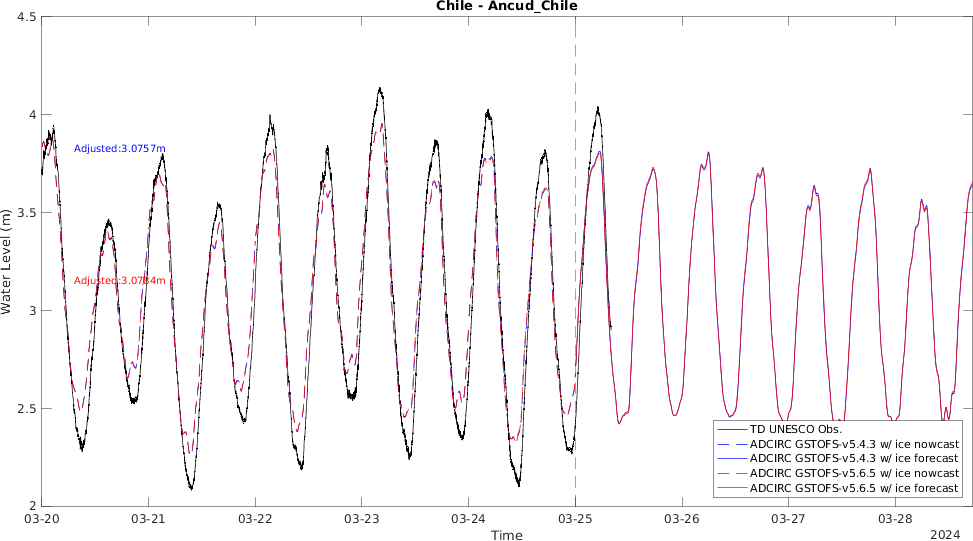 Chile - Ancud_Chile
4.5
4
3.5
3
2.5
2
Water Level (m)
Adjusted:3.0757m
Adjusted:3.0784m
03-20 03-21 03-22 03-23 03-24 03-25 03-26 03-27 03-28
Time
2024
TD UNESCO Obs.
ADCIRC GSTOFS-v5.4.3 w/ ice nowcast
ADCIRC GSTOFS-v5.4.3 w/ ice forecast
ADCIRC GSTOFS-v5.6.5 w/ ice nowcast
ADCIRC GSTOFS-v5.6.5 w/ ice forecast